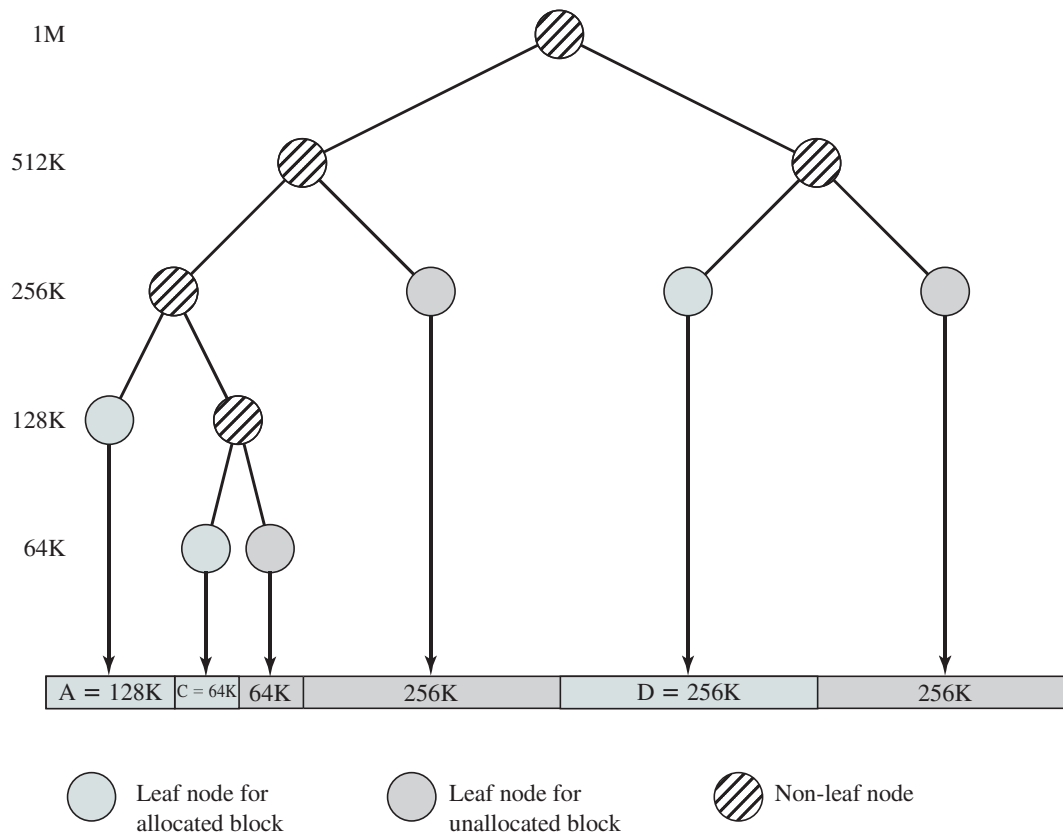 1M
512K
256K
128K
64K
A = 128K C = 64K 64K 256K D = 256K 256K
Leaf node for
allocated block
Leaf node for
unallocated block
Non-leaf node